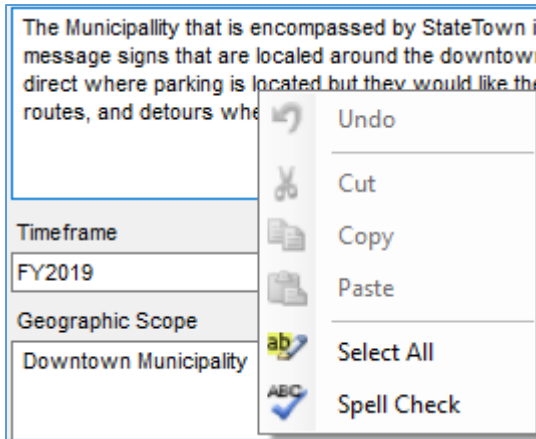 The Municipallity that is encompassed by StateTown i
message signs that are localed around the downtow
direct where parking is located but they would like the
routes, and detours whe
Undo
Cut
Copy
Paste
Select All
Spell Check
Timeframe
FY2019
Geographic Scope
Downtown Municipality